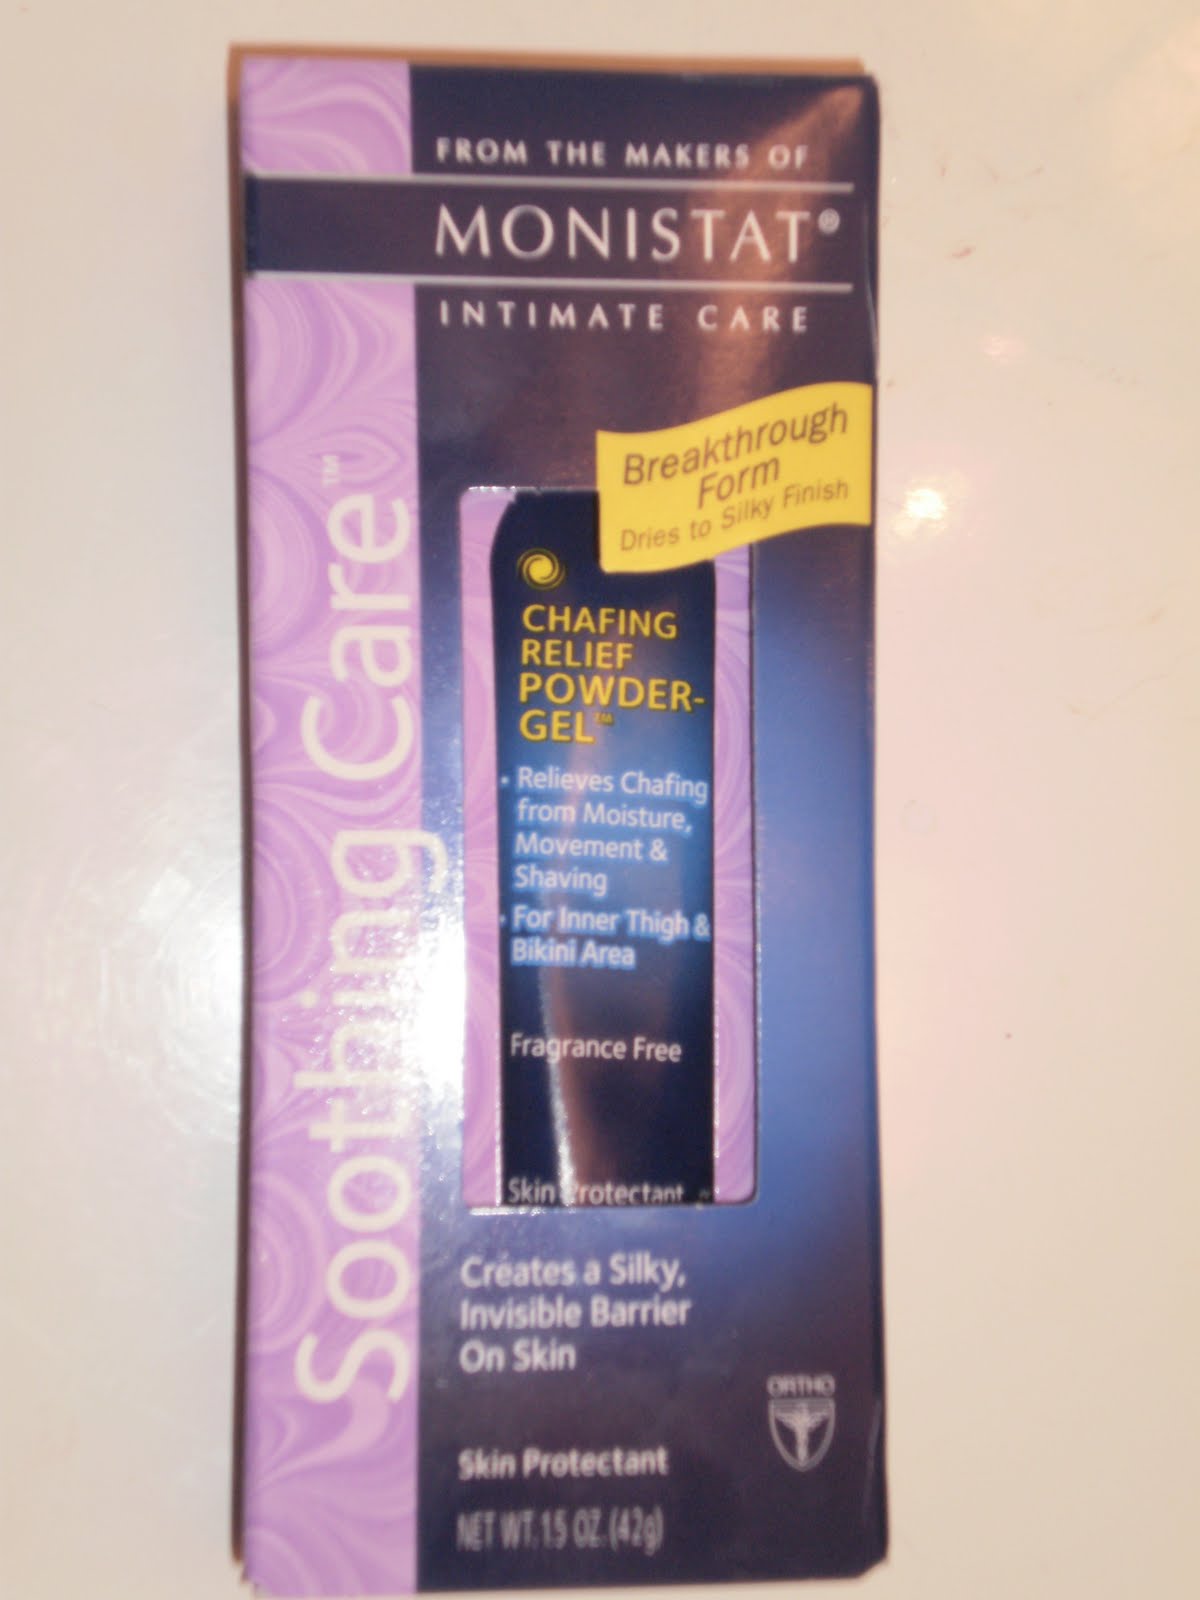 FROM THE MAKERS OF
MONISTAT®
INTIMATE CARE
Soothing Care™
Breakthrough
Form
Dries to Silky Finish
CHAFING
RELIEF
POWDER-
GEL™
• Relieves Chafing
from Moisture,
Movement &
Shaving
• For Inner Thigh &
Bikini Area
Fragrance Free
Skin Protectant
Creates a Silky,
Invisible Barrier
On Skin
ORTHO
Skin Protectant
NET WT. 1.5 OZ. (42g)